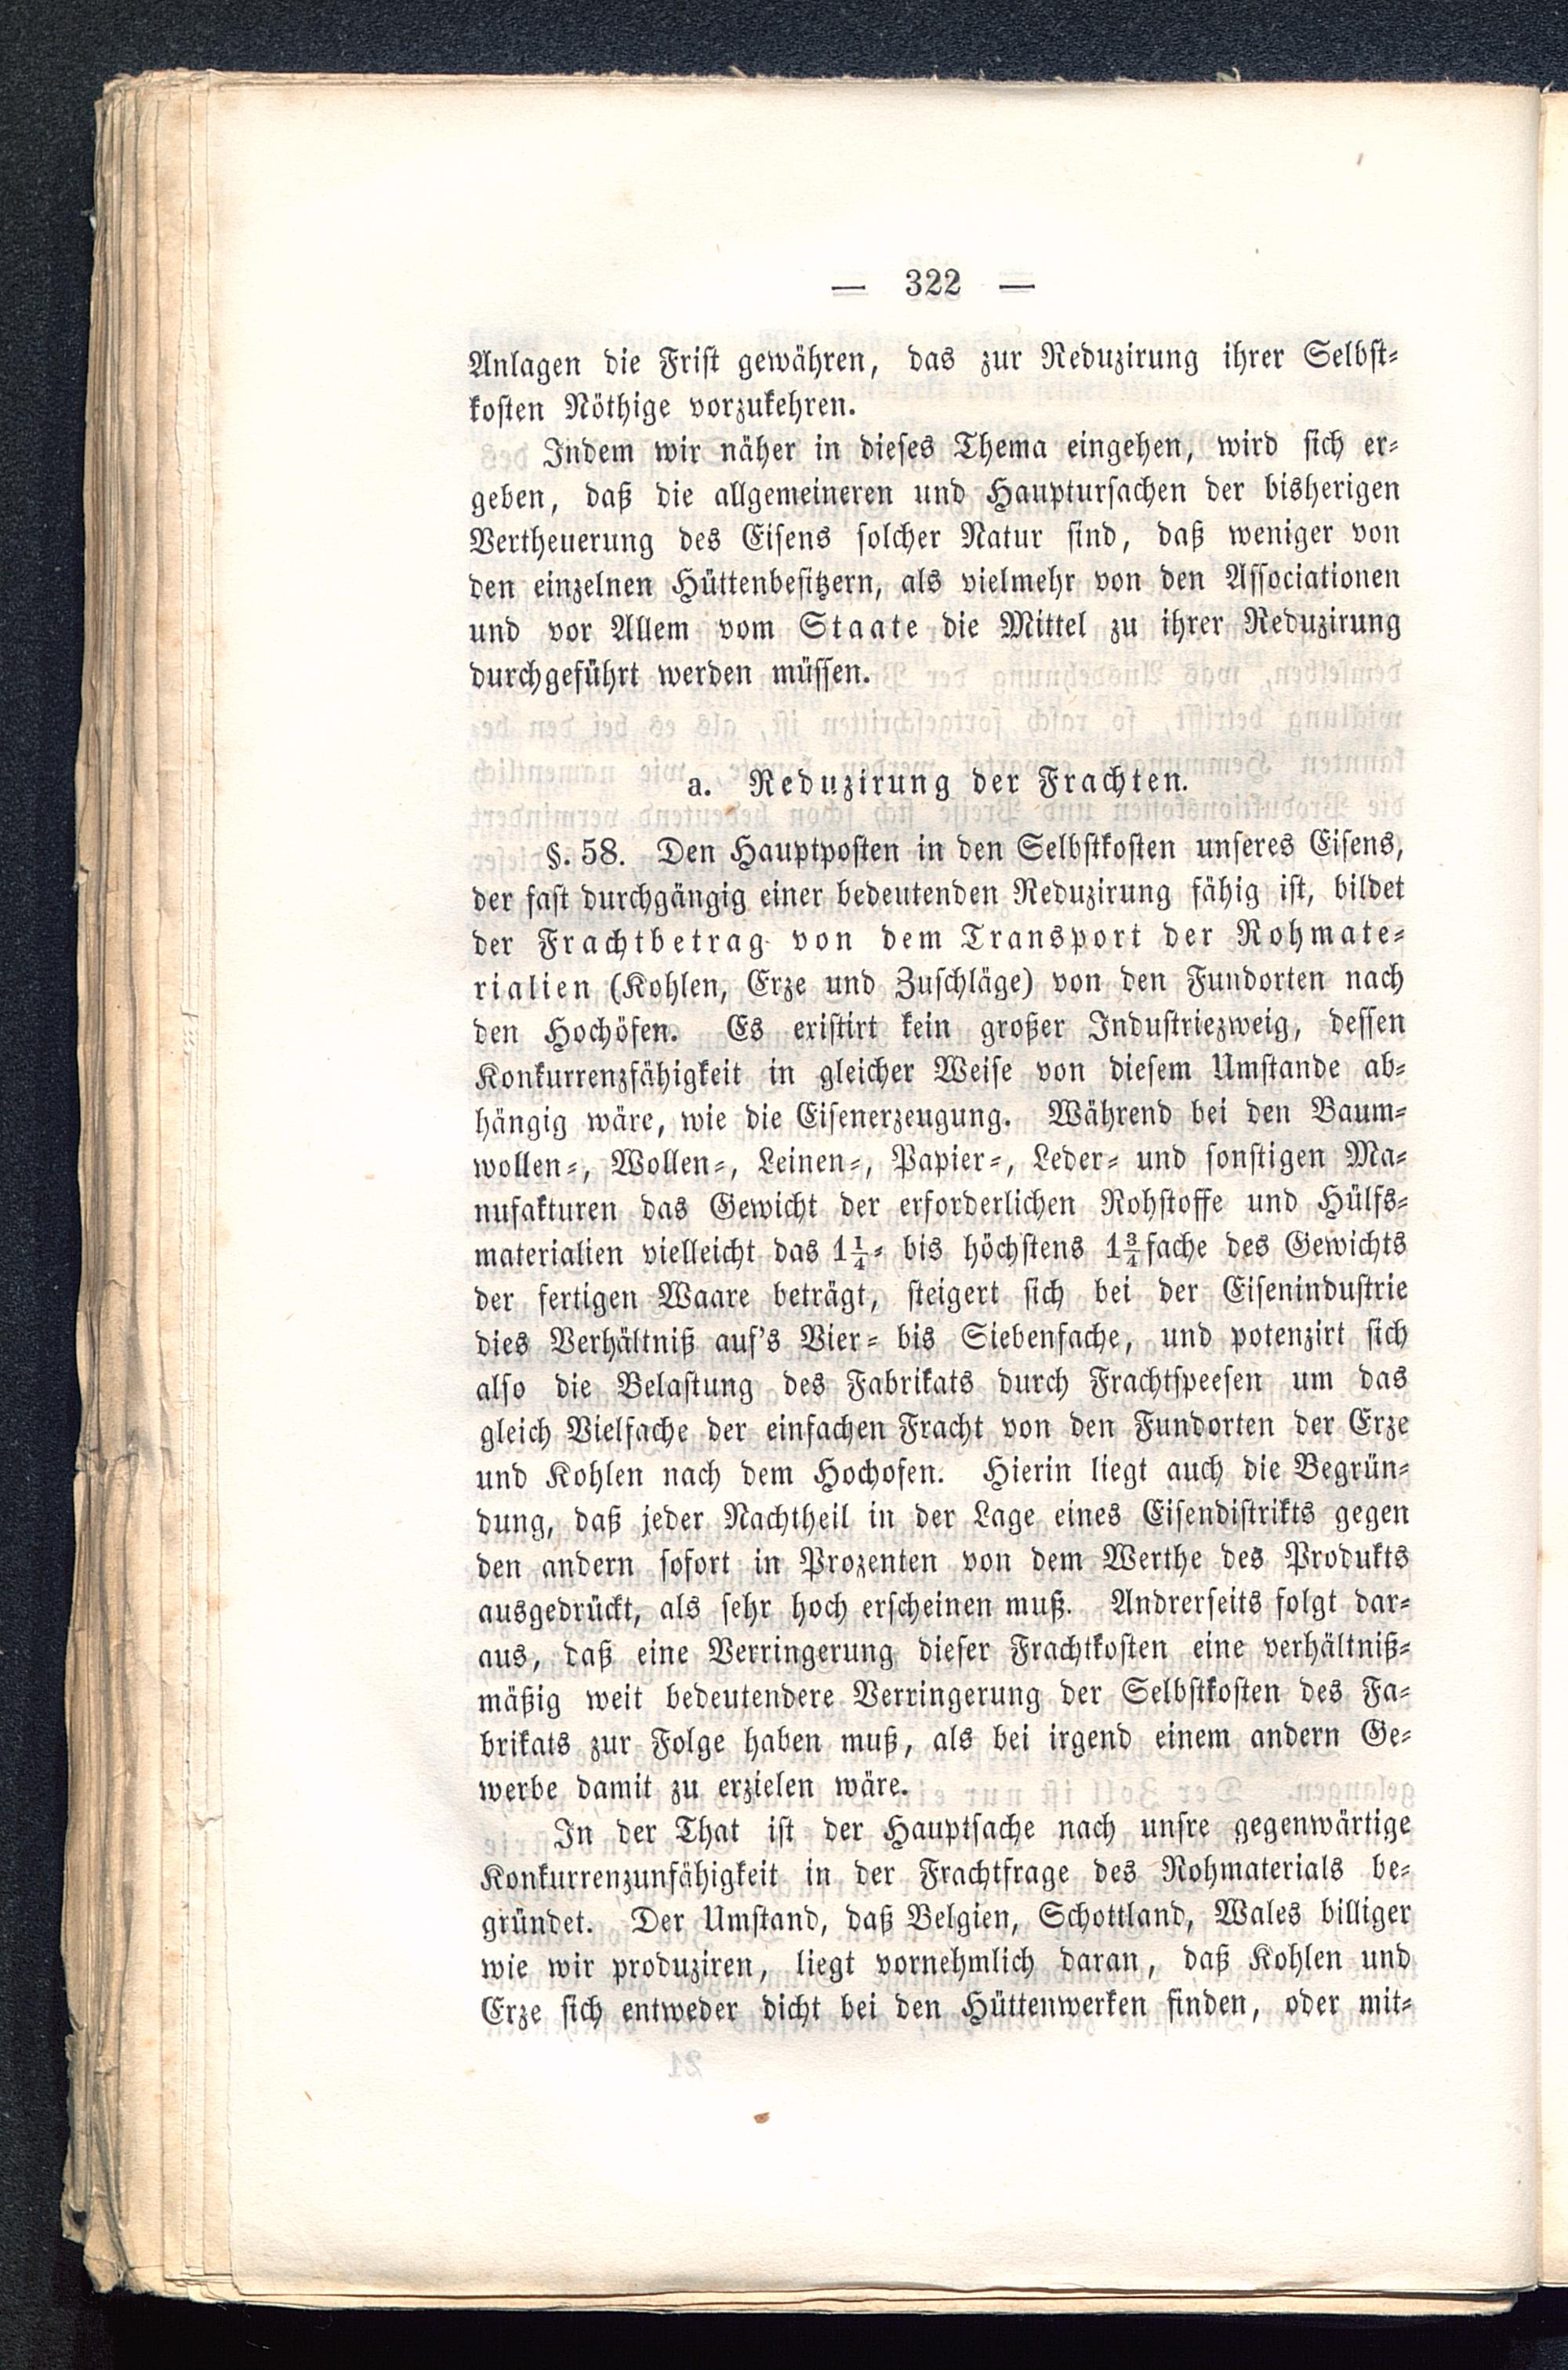 — 322 —
Anlagen die Frist gewähren, das zur Reduzirung ihrer Selbst-
kosten Nöthige vorzukehren.
Indem wir näher in dieses Thema eingehen, wird sich er-
geben, daß die allgemeineren und Hauptursachen der bisherigen
Vertheuerung des Eisens solcher Natur sind, daß weniger von
den einzelnen Hüttenbesitzern, als vielmehr von den Associationen
und vor Allem vom Staate die Mittel zu ihrer Reduzirung
durchgeführt werden müssen.
a. Reduzirung der Frachten.
§. 58. Den Hauptposten in den Selbstkosten unseres Eisens,
der fast durchgängig einer bedeutenden Reduzirung fähig ist, bildet
der Frachtbetrag von dem Transport der Rohmate-
rialien (Kohlen, Erze und Zuschläge) von den Fundorten nach
den Hochöfen. Es existirt kein großer Industriezweig, dessen
Konkurrenzfähigkeit in gleicher Weise von diesem Umstande ab-
hängig wäre, wie die Eisenerzeugung. Während bei den Baum-
wollen-, Wollen-, Leinen-, Papier-, Leder- und sonstigen Ma-
nufakturen das Gewicht der erforderlichen Rohstoffe und Hülfs-
materialien vielleicht das 1¼- bis höchstens 1¾fache des Gewichts
der fertigen Waare beträgt, steigert sich bei der Eisenindustrie
dies Verhältniß auf's Vier- bis Siebenfache, und potenzirt sich
also die Belastung des Fabrikats durch Frachtspeesen um das
gleich Vielfache der einfachen Fracht von den Fundorten der Erze
und Kohlen nach dem Hochofen. Hierin liegt auch die Begrün-
dung, daß jeder Nachtheil in der Lage eines Eisendistrikts gegen
den andern sofort in Prozenten von dem Werthe des Produkts
ausgedrückt, als sehr hoch erscheinen muß. Andrerseits folgt dar-
aus, daß eine Verringerung dieser Frachtkosten eine verhältniß-
mäßig weit bedeutendere Verringerung der Selbstkosten des Fa-
brikats zur Folge haben muß, als bei irgend einem andern Ge-
werbe damit zu erzielen wäre.
In der That ist der Hauptsache nach unsre gegenwärtige
Konkurrenzunfähigkeit in der Frachtfrage des Rohmaterials be-
gründet. Der Umstand, daß Belgien, Schottland, Wales billiger
wie wir produziren, liegt vornehmlich daran, daß Kohlen und
Erze sich entweder dicht bei den Hüttenwerken finden, oder mit-